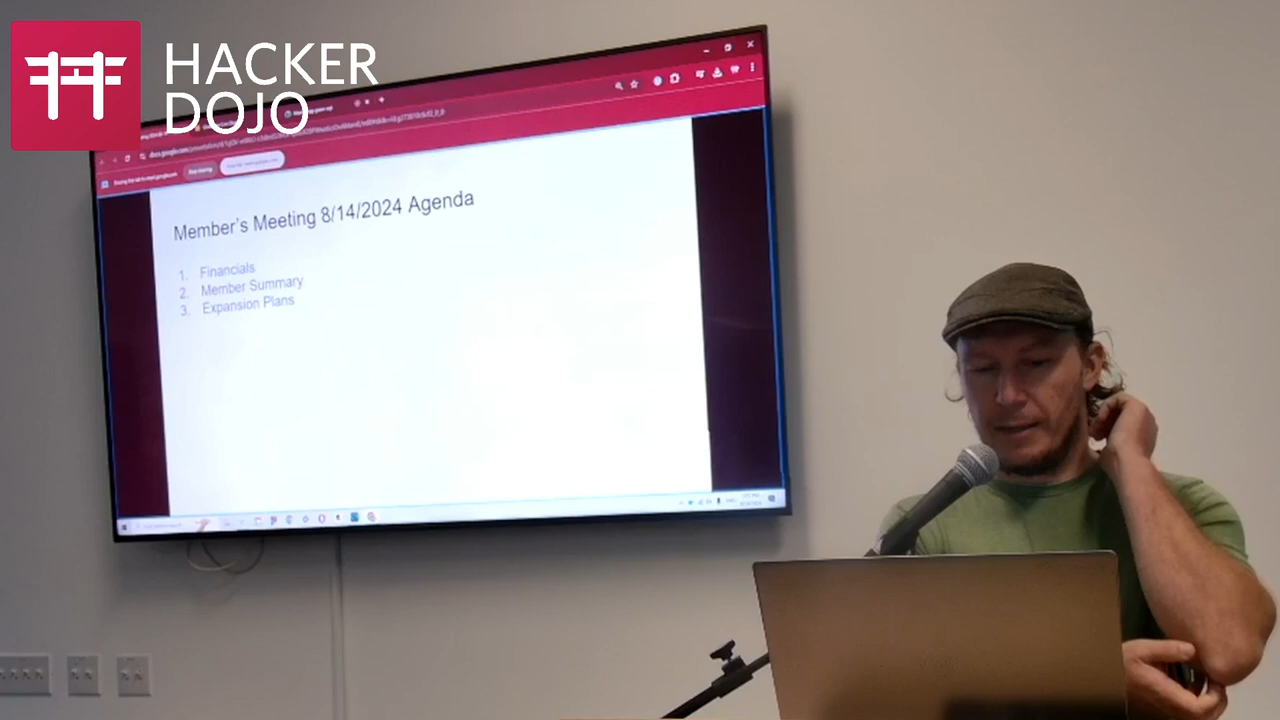 HACKER
DOJO
Member's Meeting 8/14/2024 Agenda
1. Financials
2. Member Summary
3. Expansion Plans